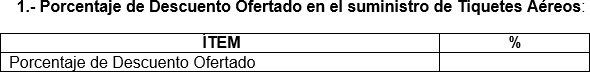 1.- Porcentaje de Descuento Ofertado en el suministro de Tiquetes Aéreos:
ÍTEM %
Porcentaje de Descuento Ofertado